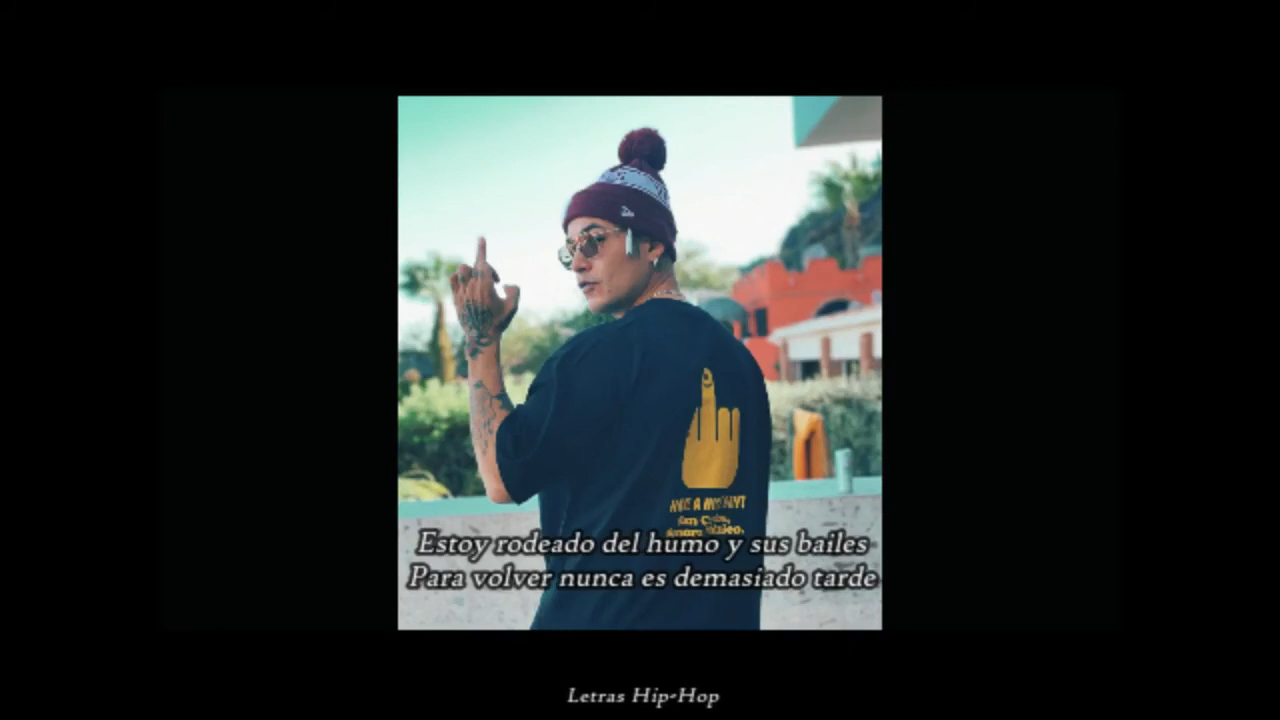 Estoy rodeado del humo y sus bailes
Para volver nunca es demasiado tarde
Letras Hip-Hop